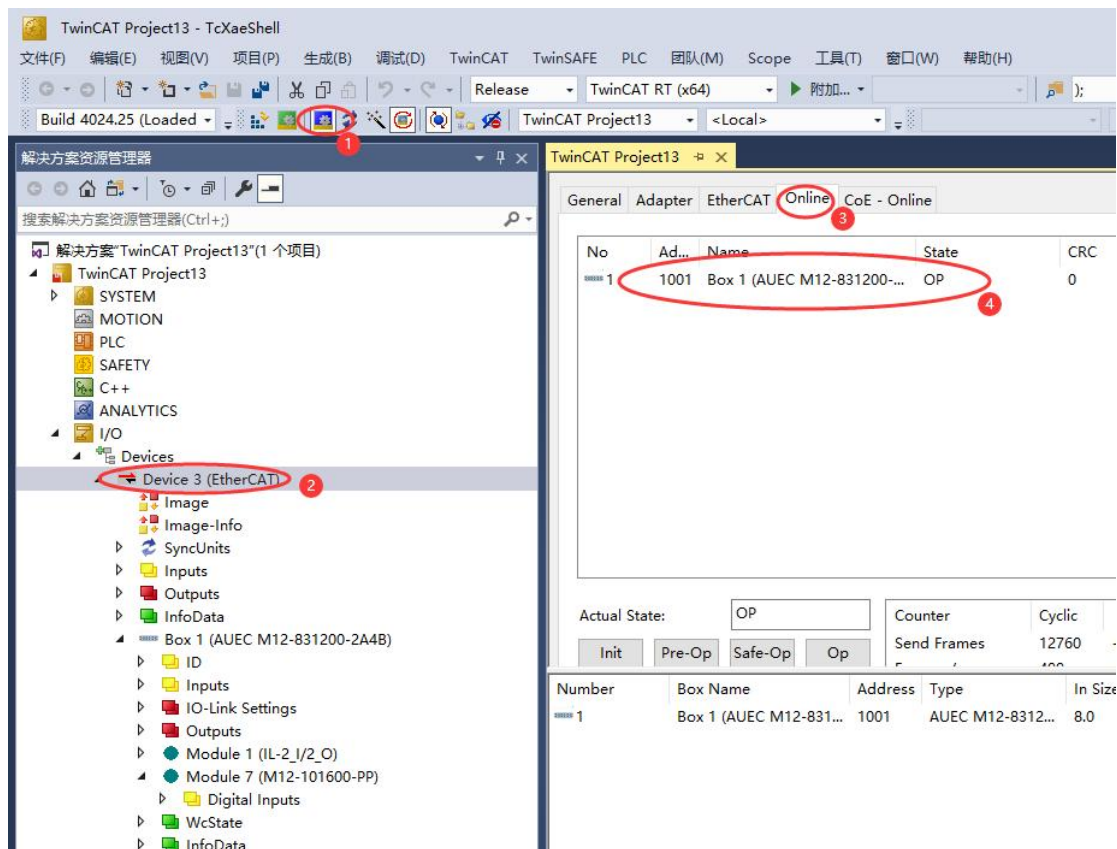 TwinCAT Project13 - TcXaeShell
文件(F) 编辑(E) 视图(V) 项目(P) 生成(B) 调试(D) TwinCAT TwinSAFE PLC 团队(M) Scope 工具(T) 窗口(W) 帮助(H)
Release TwinCAT RT (x64) 附加... );
Build 4024.25 (Loaded TwinCAT Project13 <Local>
1
解决方案资源管理器
搜索解决方案资源管理器(Ctrl+;)
解决方案"TwinCAT Project13"(1 个项目)
TwinCAT Project13
SYSTEM
MOTION
PLC
SAFETY
C++
ANALYTICS
I/O
Devices
Device 3 (EtherCAT)
2
Image
Image-Info
SyncUnits
Inputs
Outputs
InfoData
Box 1 (AUEC M12-831200-2A4B)
ID
Inputs
IO-Link Settings
Outputs
Module 1 (IL-2_I/2_O)
Module 7 (M12-101600-PP)
Digital Inputs
WcState
InfoData
TwinCAT Project13
General Adapter EtherCAT Online CoE - Online
3
No Ad... Name State CRC
1 1001 Box 1 (AUEC M12-831200-... OP 0
4
Actual State: OP Counter Cyclic
Init Pre-Op Safe-Op Op Send Frames 12760
Number Box Name Address Type In Size
1 Box 1 (AUEC M12-831... 1001 AUEC M12-8312... 8.0